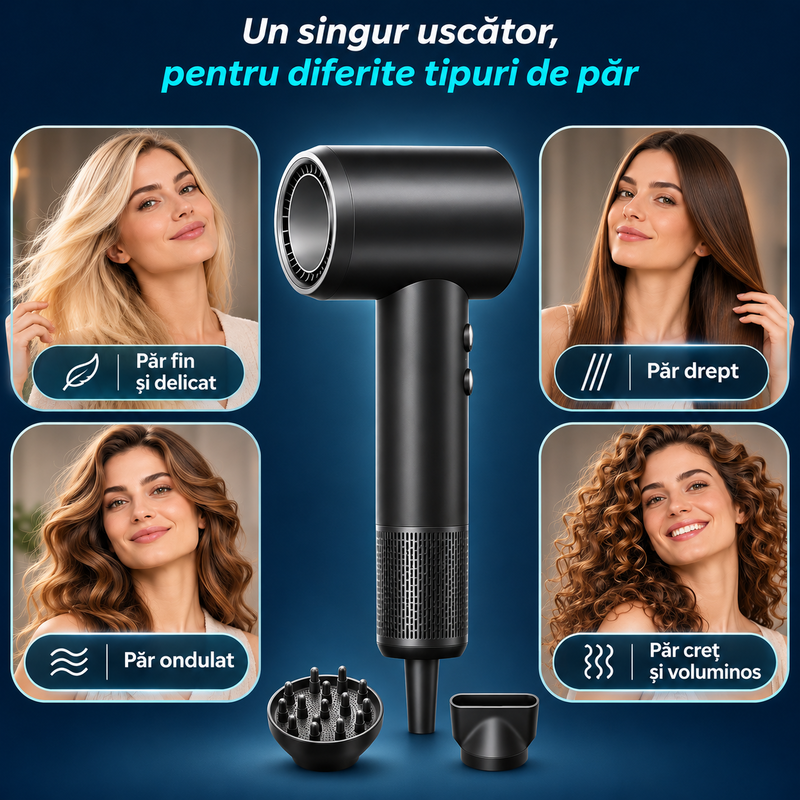 Un singur uscător,
pentru diferite tipuri de păr
Păr fin
și delicat
Păr drept
Păr ondulat
Păr creț
și voluminos